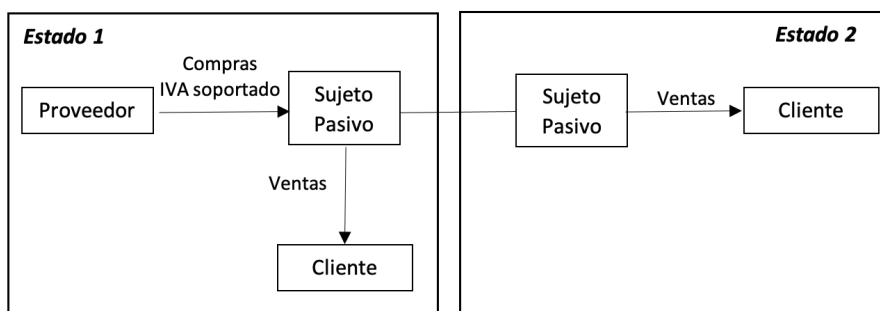 Estado 1
Compras
IVA soportado
Proveedor
Sujeto
Pasivo
Ventas
Cliente
Estado 2
Sujeto
Pasivo
Ventas
Cliente